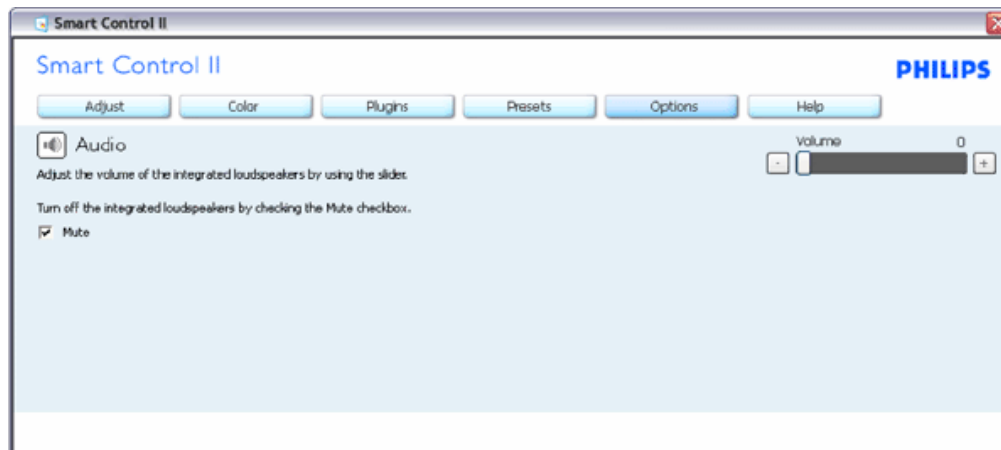 Smart Control II
Smart Control II
PHILIPS
Adjust Color Plugins Presets Options Help
Audio
Volume 0
- +
Adjust the volume of the integrated loudspeakers by using the slider.
Turn off the integrated loudspeakers by checking the Mute checkbox.
Mute